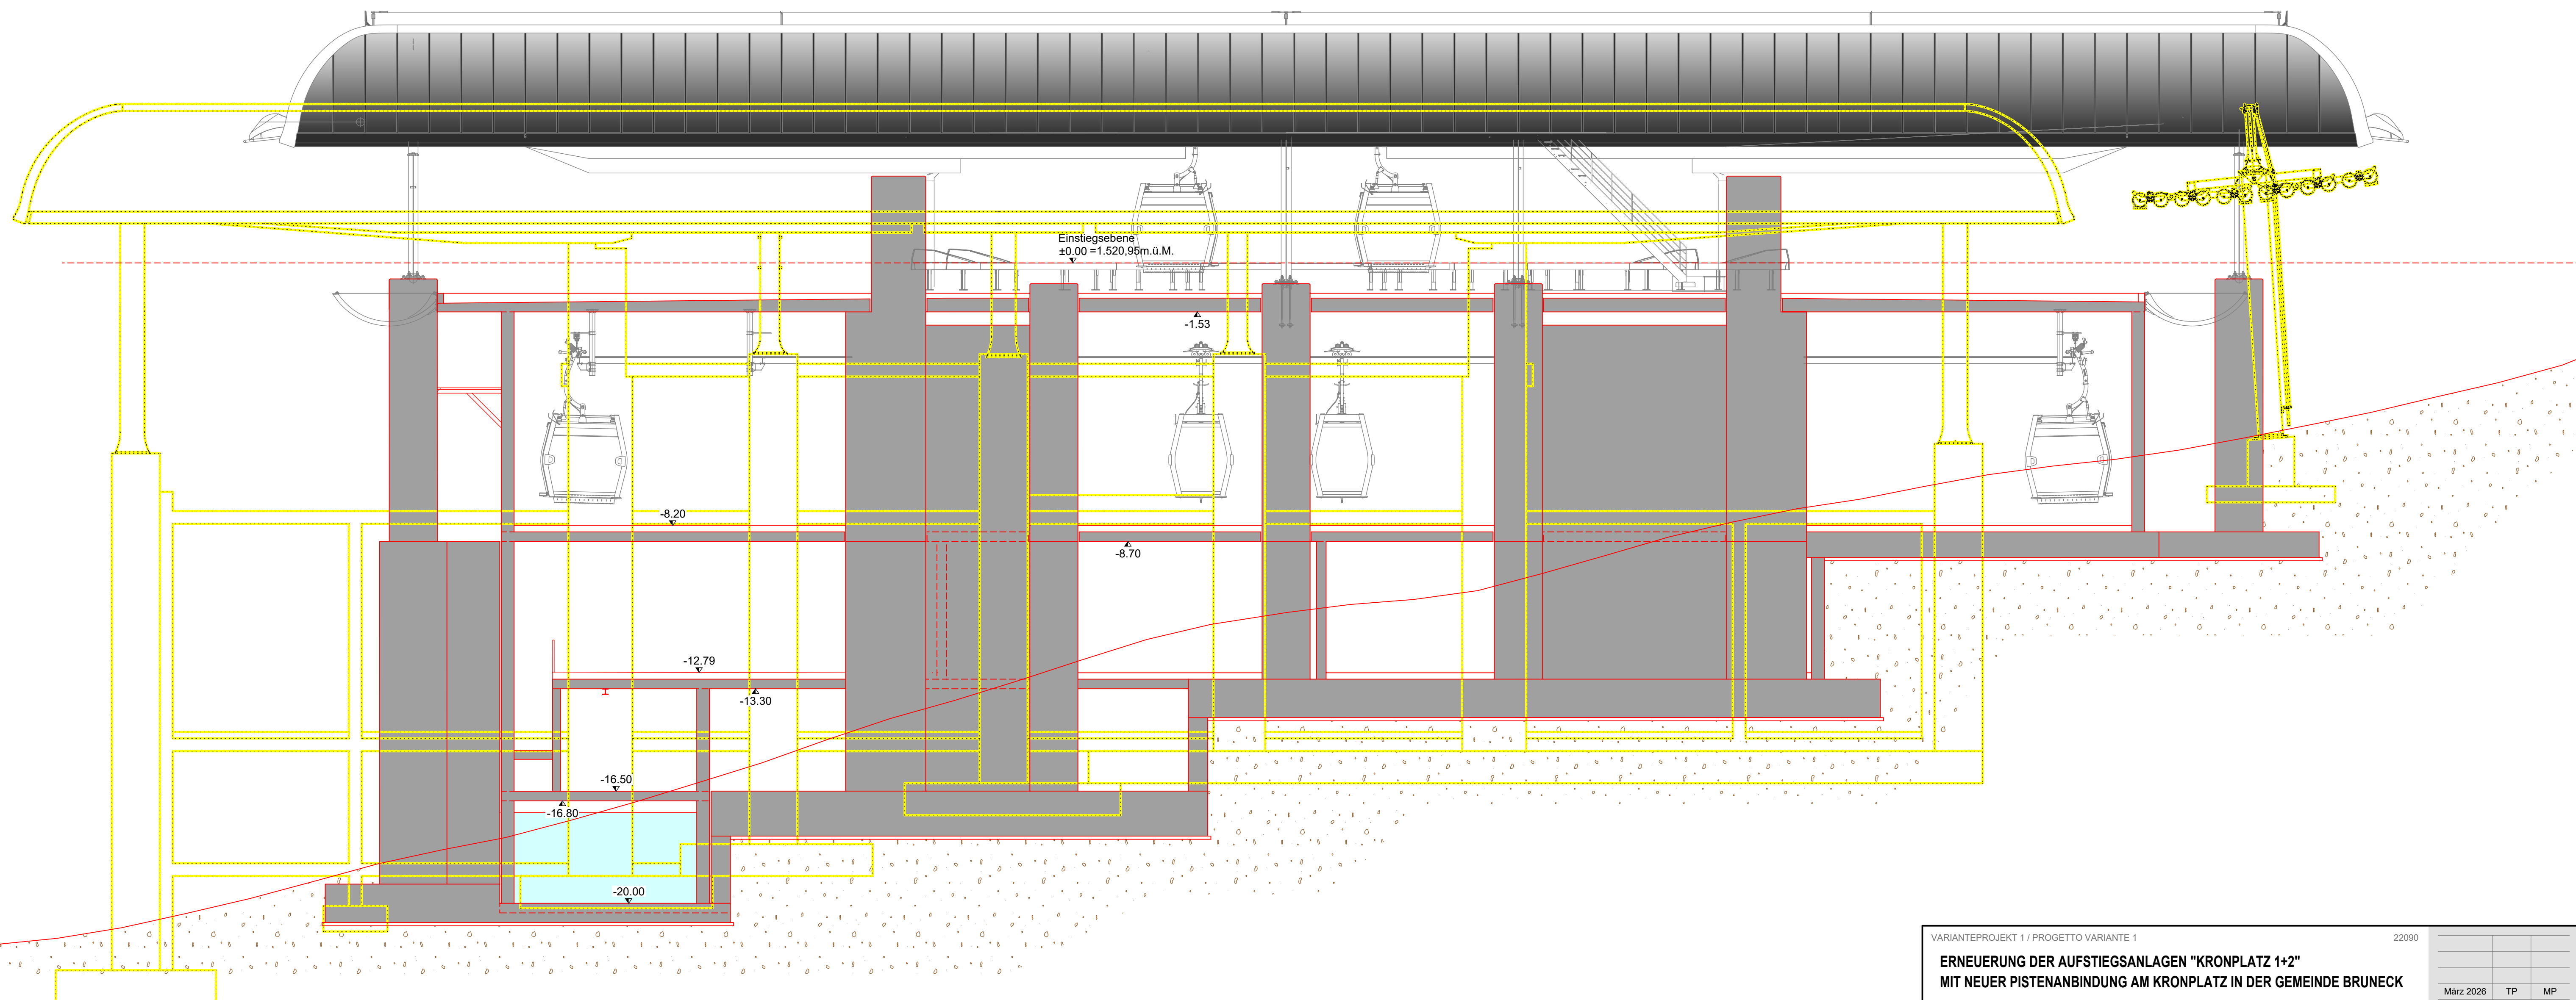 Einstiegsebene
±0.00 =1.520,95m.ü.M.
-1.53
-8.20
-8.70
-12.79
-13.30
-16.50
-16.80
-20.00
VARIANTEPROJEKT 1 / PROGETTO VARIANTE 1
22090
ERNEUERUNG DER AUFSTIEGSANLAGEN "KRONPLATZ 1+2"
MIT NEUER PISTENANBINDUNG AM KRONPLATZ IN DER GEMEINDE BRUNECK
März 2026 TP MP